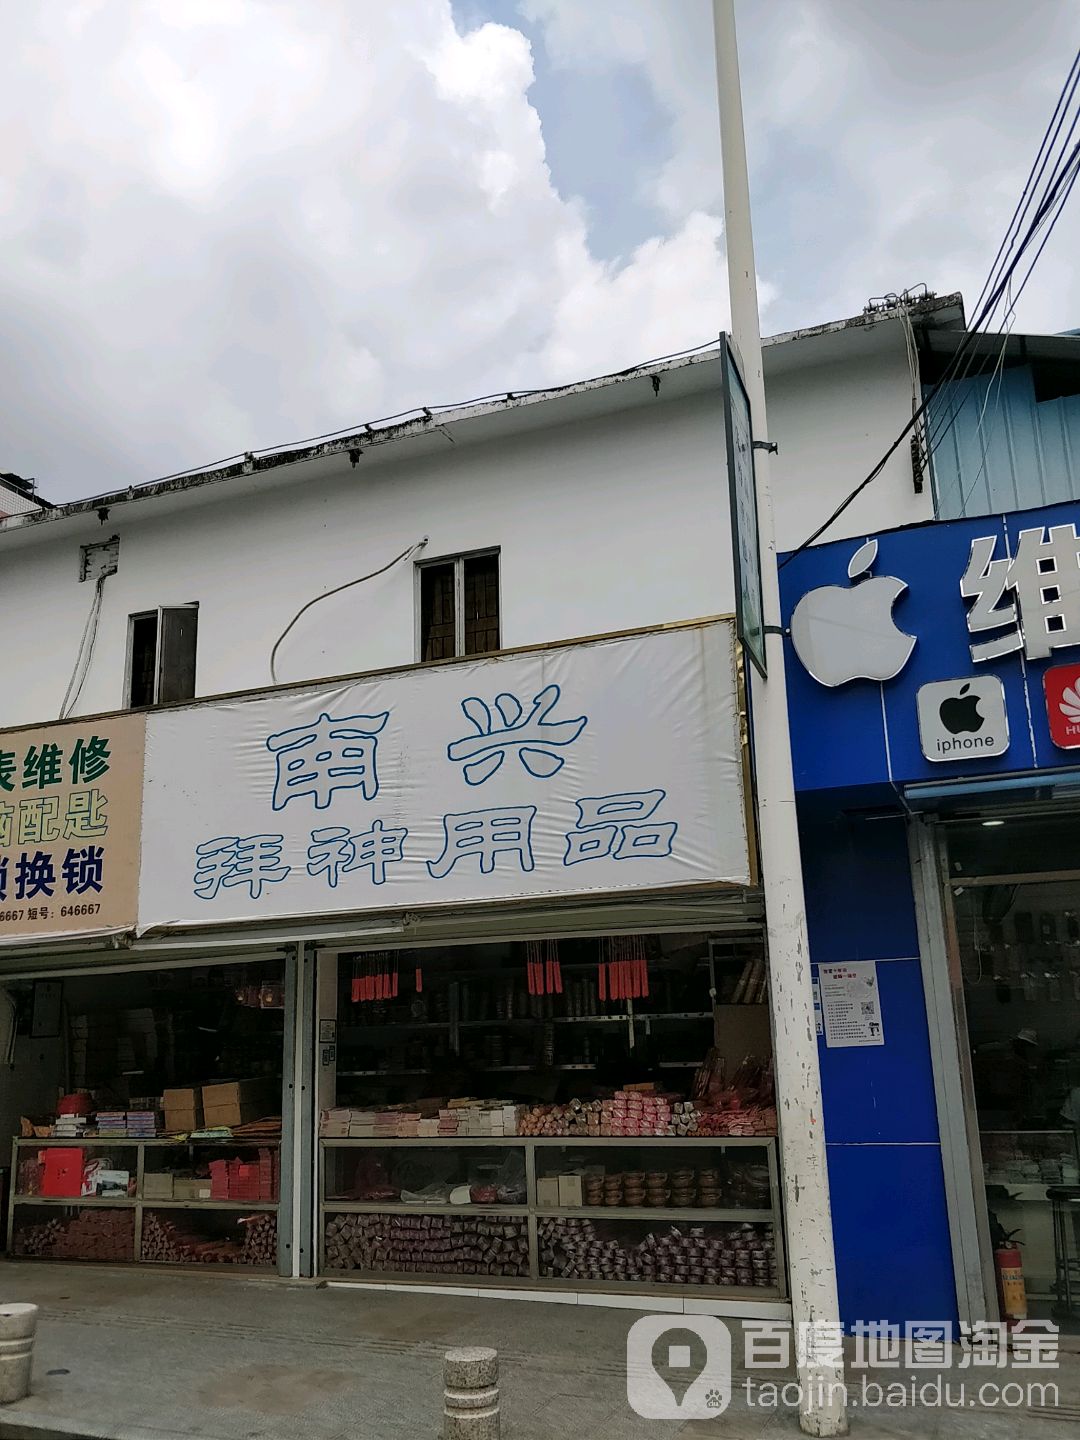 表维修
配匙
换锁
6667 短号：646667
南兴
拜神用品
维
iphone
HU
百度地图淘金
taojin.baidu.com